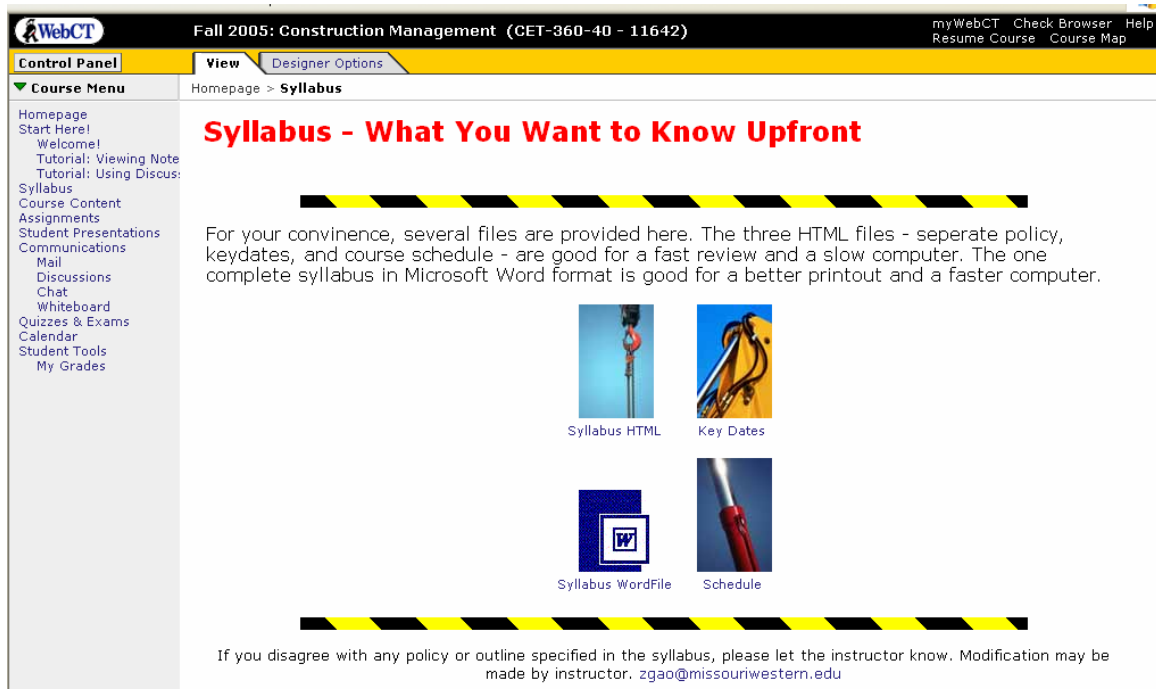 WebCT
Fall 2005: Construction Management (CET-360-40 - 11642)
myWebCT Check Browser Help
Resume Course Course Map
Control Panel
View Designer Options
Course Menu
Homepage > Syllabus
Homepage
Start Here!
Welcome!
Tutorial: Viewing Note
Tutorial: Using Discus
Syllabus
Course Content
Assignments
Student Presentations
Communications
Mail
Discussions
Chat
Whiteboard
Quizzes & Exams
Calendar
Student Tools
My Grades
Syllabus - What You Want to Know Upfront
For your convinence, several files are provided here. The three HTML files - seperate policy,
keydates, and course schedule - are good for a fast review and a slow computer. The one
complete syllabus in Microsoft Word format is good for a better printout and a faster computer.
Syllabus HTML Key Dates
W
Syllabus WordFile Schedule
If you disagree with any policy or outline specified in the syllabus, please let the instructor know. Modification may be
made by instructor. zgao@missouriwestern.edu